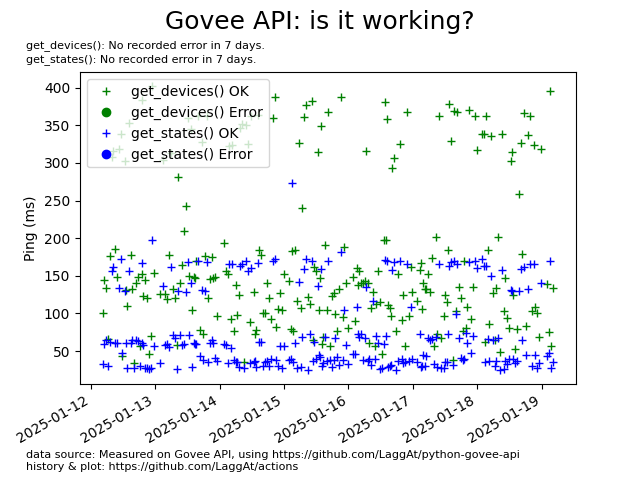 Govee API: is it working?
get_devices(): No recorded error in 7 days.
get_states(): No recorded error in 7 days.
get_devices() OK
get_devices() Error
get_states() OK
get_states() Error
Ping (ms)
400
350
300
250
200
150
100
50
2025-01-12
2025-01-13
2025-01-14
2025-01-15
2025-01-16
2025-01-17
2025-01-18
2025-01-19
data source: Measured on Govee API, using https://github.com/LaggAt/python-govee-api
history & plot: https://github.com/LaggAt/actions